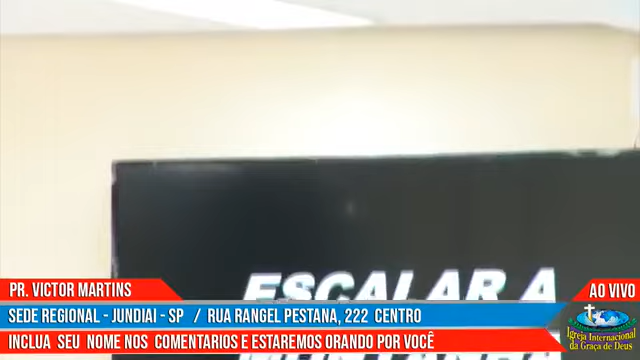 ESCALAR A
PR. VICTOR MARTINS
AO VIVO
SEDE REGIONAL - JUNDIAI - SP / RUA RANGEL PESTANA, 222 CENTRO
INCLUA SEU NOME NOS COMENTARIOS E ESTAREMOS ORANDO POR VOCÊ
Igreja Internacional
da Graça de Deus